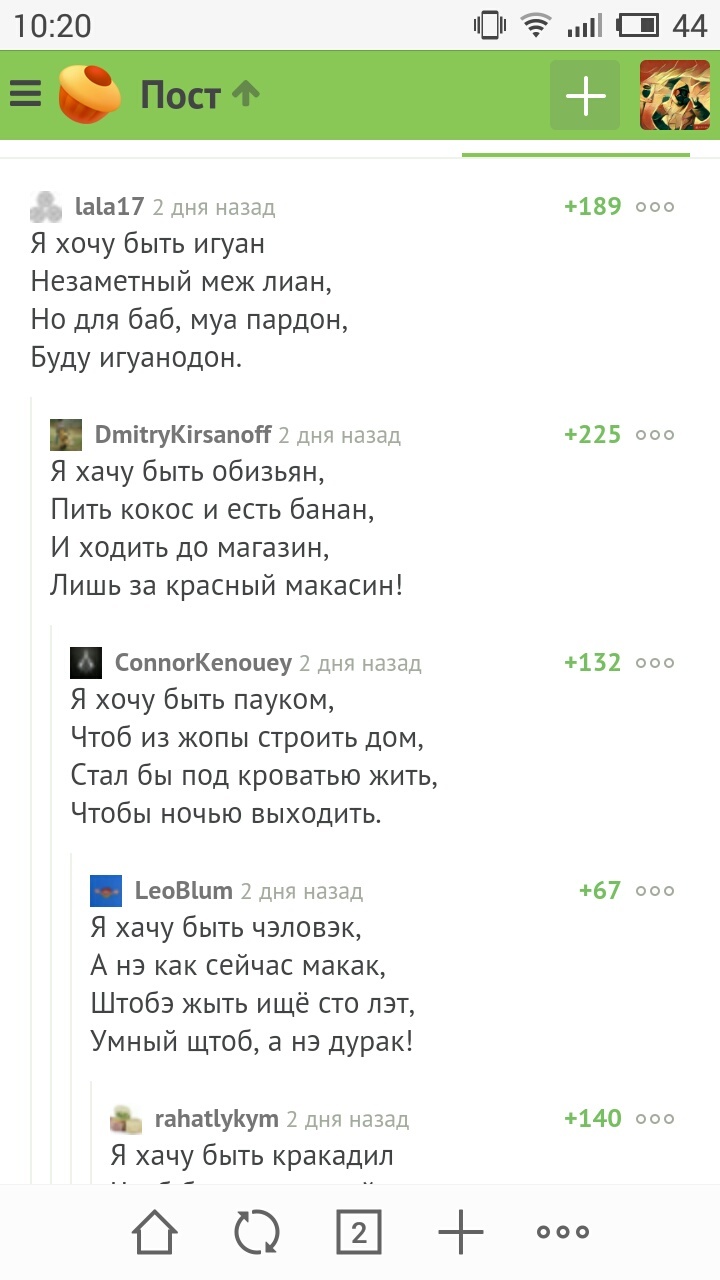 10:20
44
Пост
lala17 2 дня назад +189
Я хочу быть игуан
Незаметный меж лиан,
Но для баб, муа пардон,
Буду игуанодон.
DmitryKirsanoff 2 дня назад +225
Я хачу быть обизьян,
Пить кокос и есть банан,
И ходить до магазин,
Лишь за красный макасин!
ConnorKenouey 2 дня назад +132
Я хочу быть пауком,
Чтоб из жопы строить дом,
Стал бы под кроватью жить,
Чтобы ночью выходить.
LeoBlum 2 дня назад +67
Я хачу быть чэловэк,
А нэ как сейчас макак,
Штобэ жыть ищё сто лэт,
Умный щтоб, а нэ дурак!
rahatlykym 2 дня назад +140
Я хачу быть кракадил
2